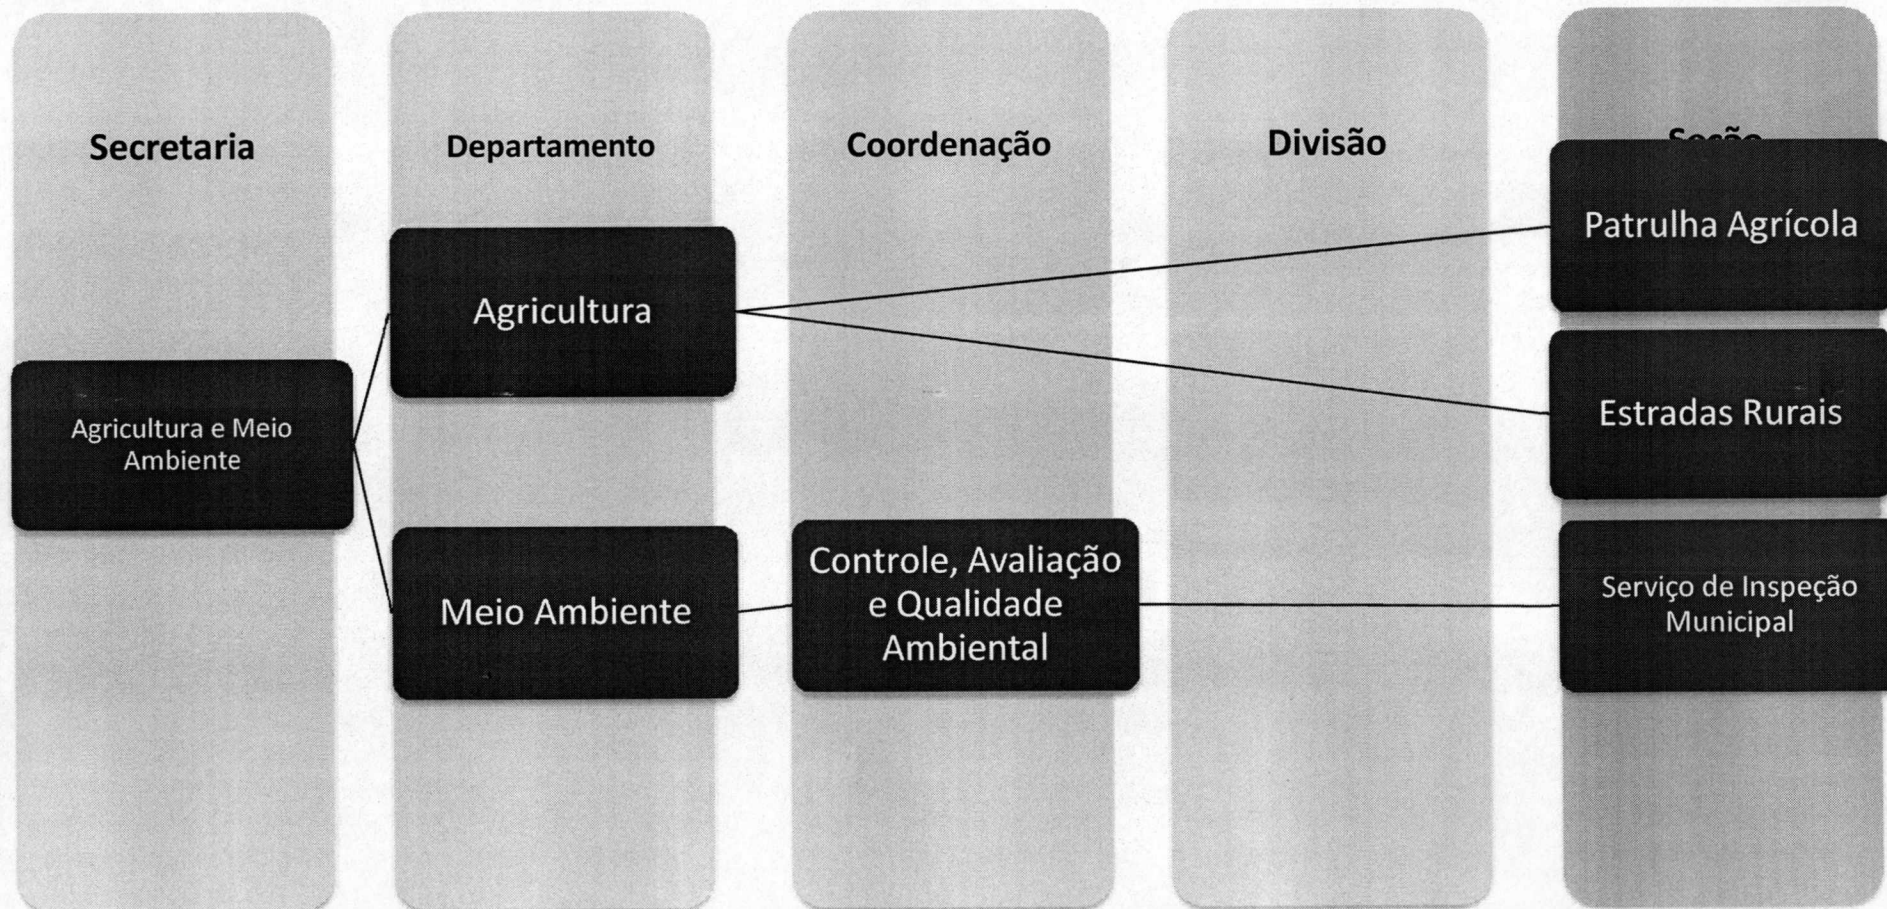 Secretaria
Departamento
Coordenação
Divisão
Agricultura e Meio
Ambiente
Agricultura
Meio Ambiente
Controle, Avaliação
e Qualidade
Ambiental
Patrulha Agrícola
Estradas Rurais
Serviço de Inspeção
Municipal